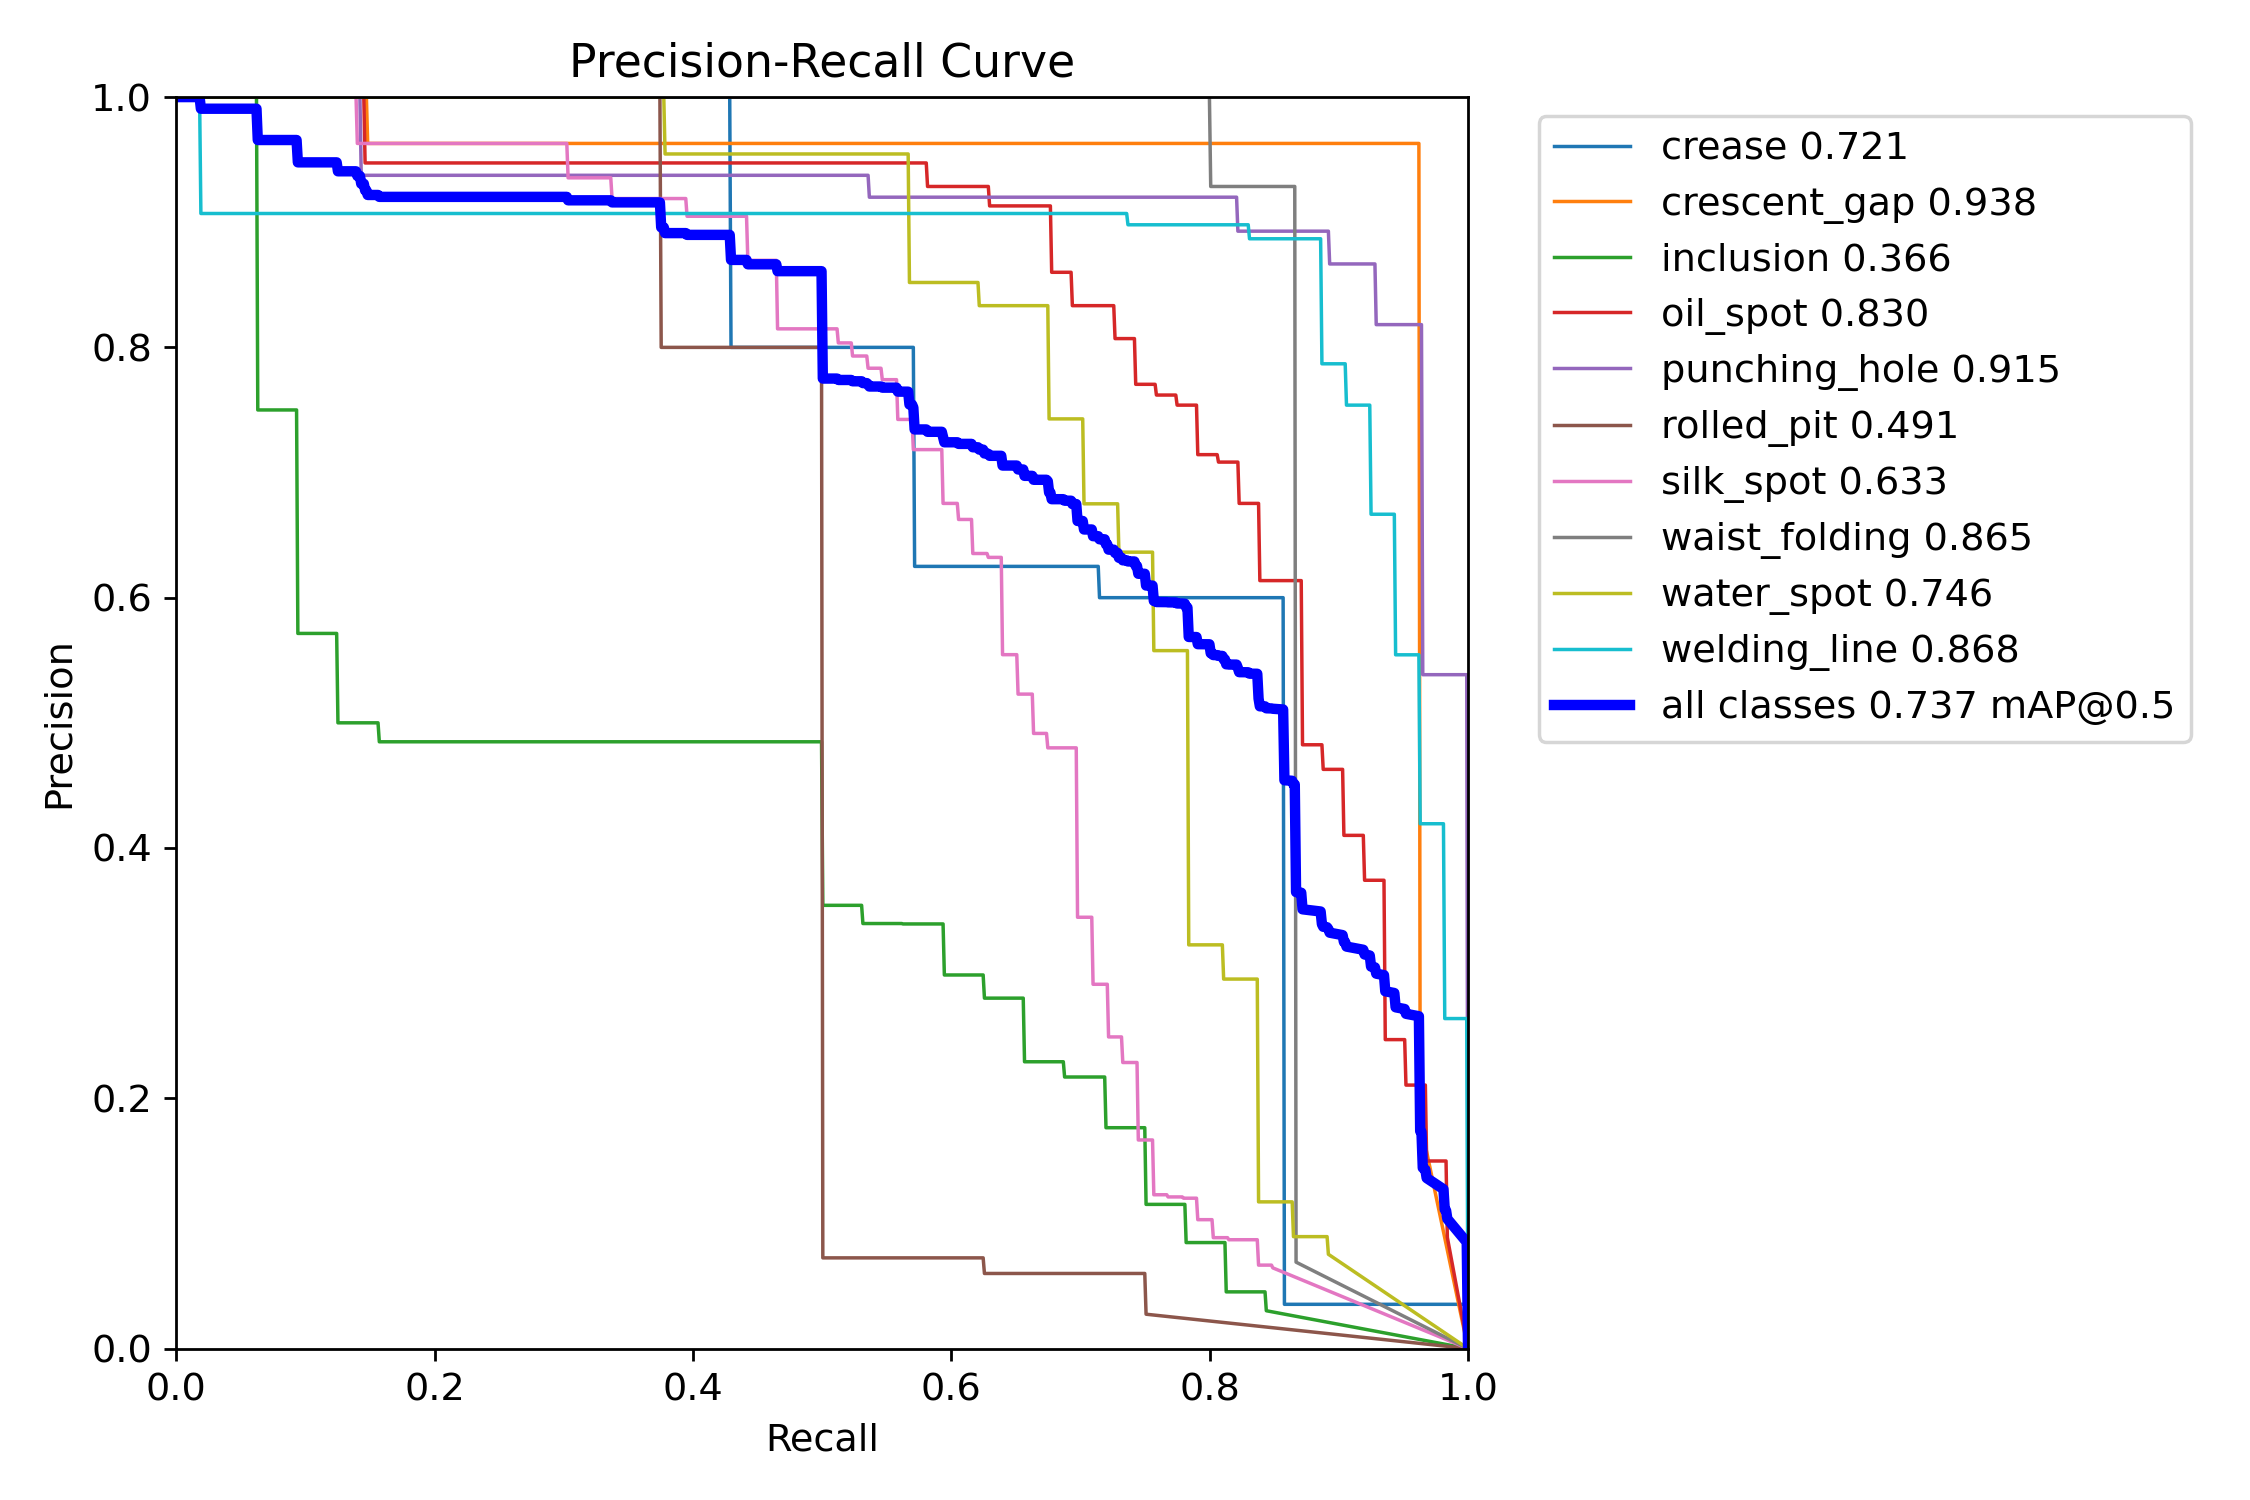 Precision-Recall Curve
1.0
0.8
0.6
0.4
0.2
0.0
Precision
0.0 0.2 0.4 0.6 0.8 1.0
Recall
crease 0.721
crescent_gap 0.938
inclusion 0.366
oil_spot 0.830
punching_hole 0.915
rolled_pit 0.491
silk_spot 0.633
waist_folding 0.865
water_spot 0.746
welding_line 0.868
all classes 0.737 mAP@0.5